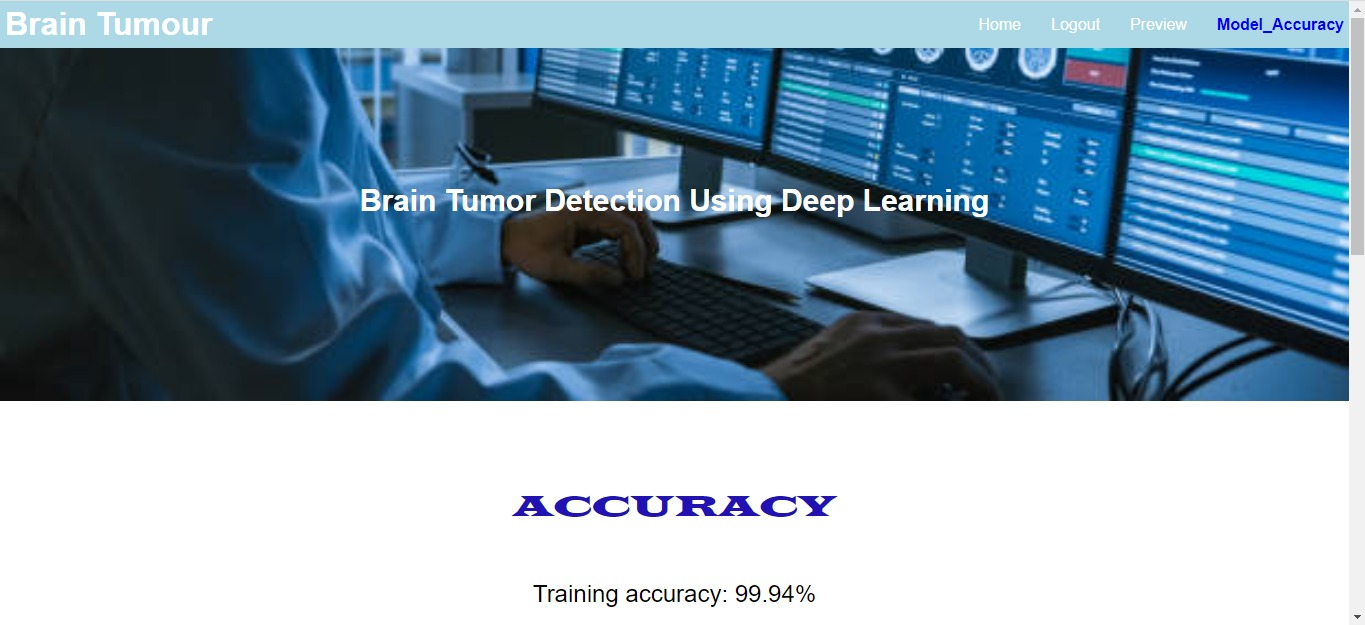 Brain Tumour
Home Logout Preview Model_Accuracy
Brain Tumor Detection Using Deep Learning
ACCURACY
Training accuracy: 99.94%